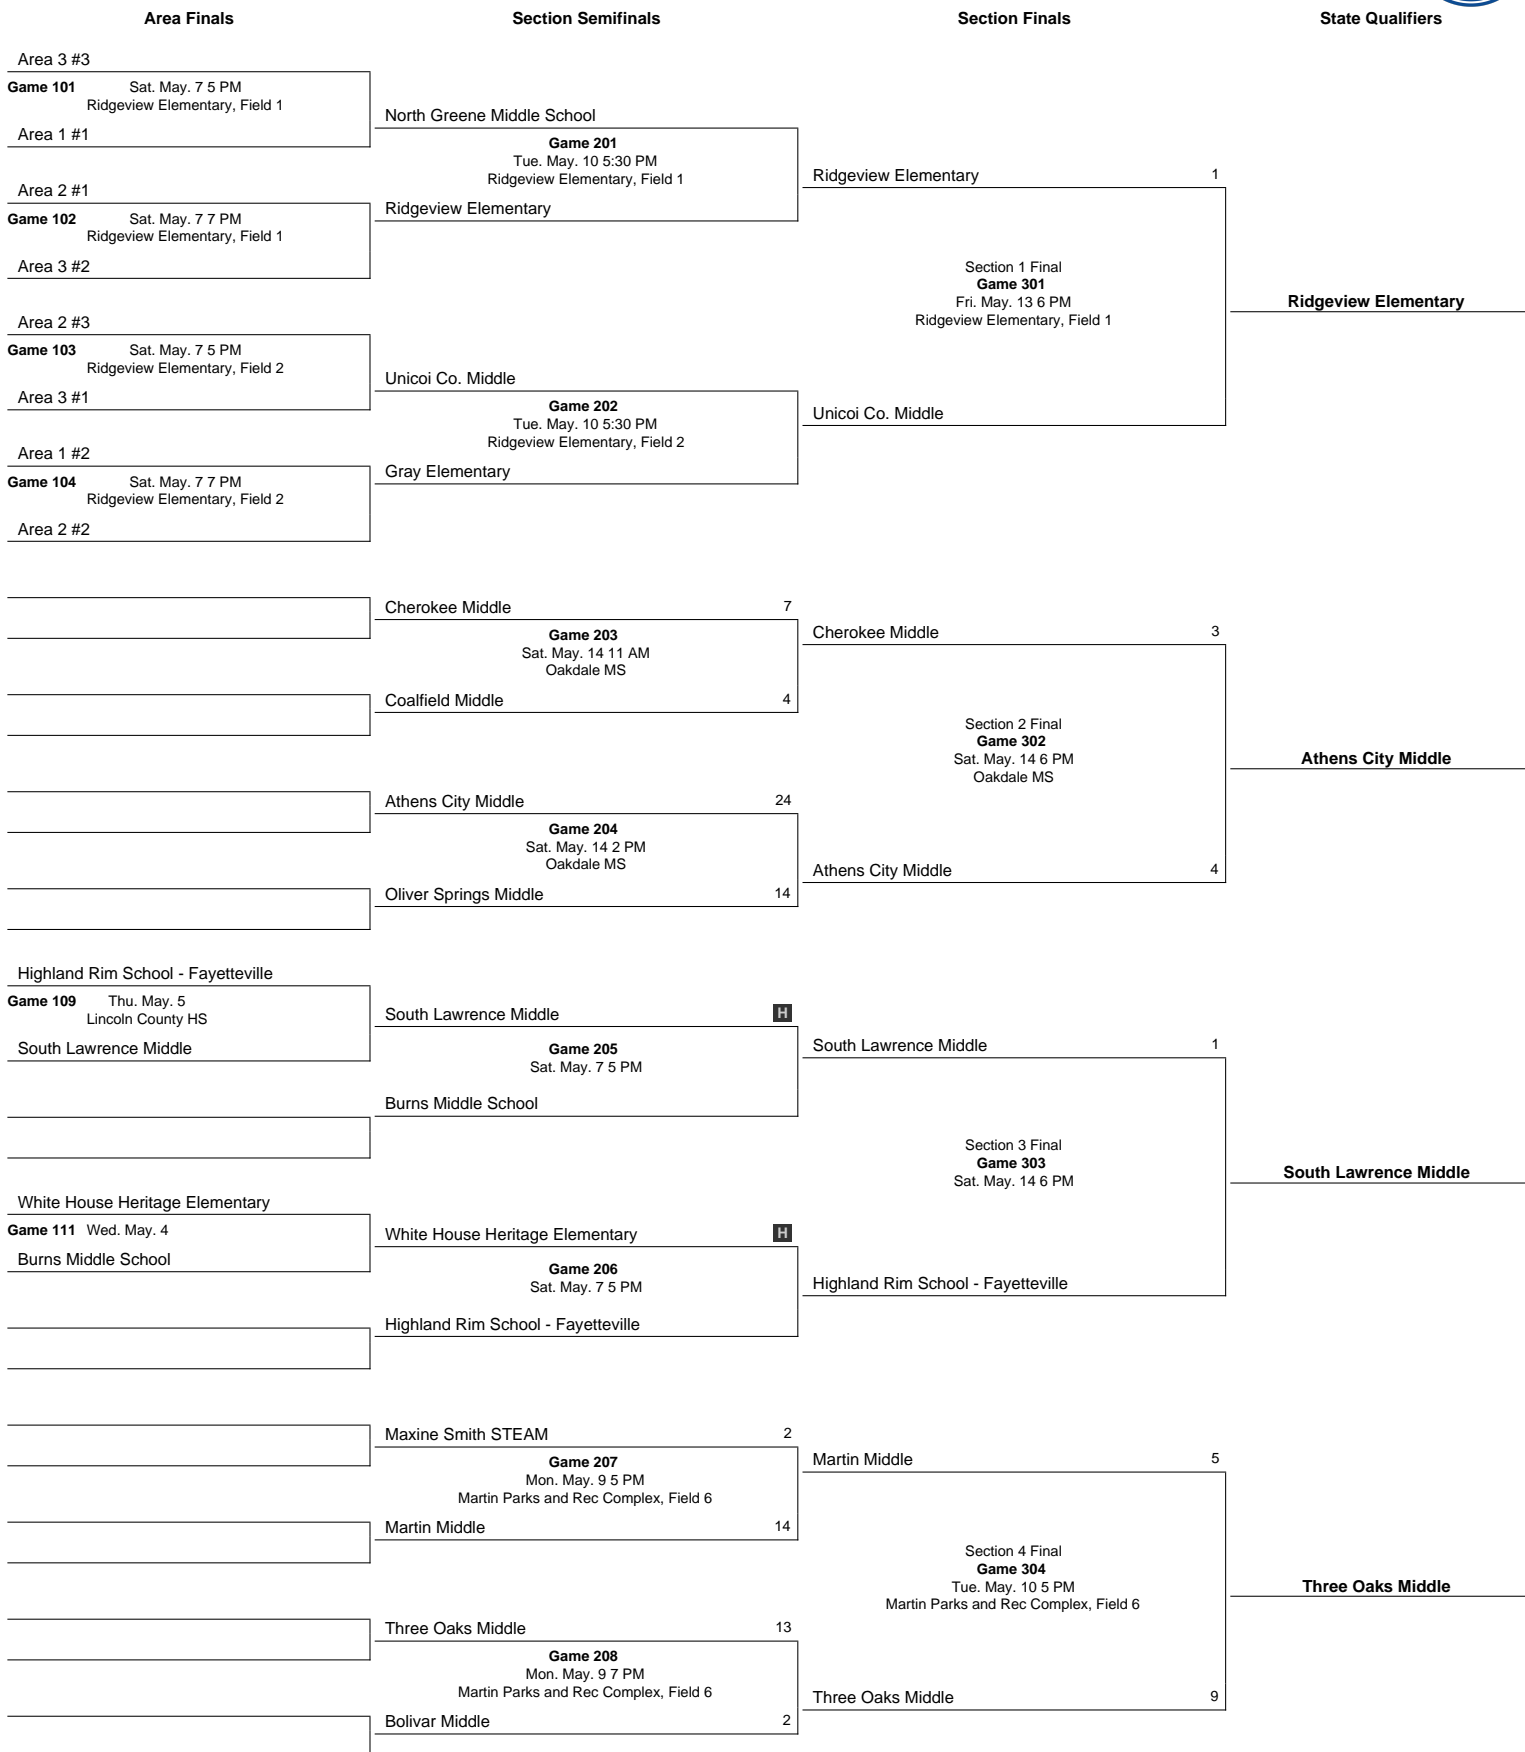 Area Finals
Section Semifinals
Section Finals
State Qualifiers
Area 3 #3
Game 101 Sat. May. 7 5 PM
Ridgeview Elementary, Field 1
Area 1 #1
Area 2 #1
Game 102 Sat. May. 7 7 PM
Ridgeview Elementary, Field 1
Area 3 #2
Area 2 #3
Game 103 Sat. May. 7 5 PM
Ridgeview Elementary, Field 2
Area 3 #1
Area 1 #2
Game 104 Sat. May. 7 7 PM
Ridgeview Elementary, Field 2
Area 2 #2
North Greene Middle School
Game 201
Tue. May. 10 5:30 PM
Ridgeview Elementary, Field 1
Ridgeview Elementary
Unicoi Co. Middle
Game 202
Tue. May. 10 5:30 PM
Ridgeview Elementary, Field 2
Gray Elementary
Ridgeview Elementary 1
Section 1 Final
Game 301
Fri. May. 13 6 PM
Ridgeview Elementary, Field 1
Unicoi Co. Middle
Ridgeview Elementary
Cherokee Middle 7
Game 203
Sat. May. 14 11 AM
Oakdale MS
Coalfield Middle 4
Athens City Middle 24
Game 204
Sat. May. 14 2 PM
Oakdale MS
Oliver Springs Middle 14
Cherokee Middle 3
Section 2 Final
Game 302
Sat. May. 14 6 PM
Oakdale MS
Athens City Middle 4
Athens City Middle
Highland Rim School - Fayetteville
Game 109 Thu. May. 5
Lincoln County HS
South Lawrence Middle
White House Heritage Elementary
Game 111 Wed. May. 4
Burns Middle School
South Lawrence Middle H
Game 205
Sat. May. 7 5 PM
Burns Middle School
White House Heritage Elementary H
Game 206
Sat. May. 7 5 PM
Highland Rim School - Fayetteville
South Lawrence Middle 1
Section 3 Final
Game 303
Sat. May. 14 6 PM
Highland Rim School - Fayetteville
South Lawrence Middle
Maxine Smith STEAM 2
Game 207
Mon. May. 9 5 PM
Martin Parks and Rec Complex, Field 6
Martin Middle 14
Three Oaks Middle 13
Game 208
Mon. May. 9 7 PM
Martin Parks and Rec Complex, Field 6
Bolivar Middle 2
Martin Middle 5
Section 4 Final
Game 304
Tue. May. 10 5 PM
Martin Parks and Rec Complex, Field 6
Three Oaks Middle 9
Three Oaks Middle